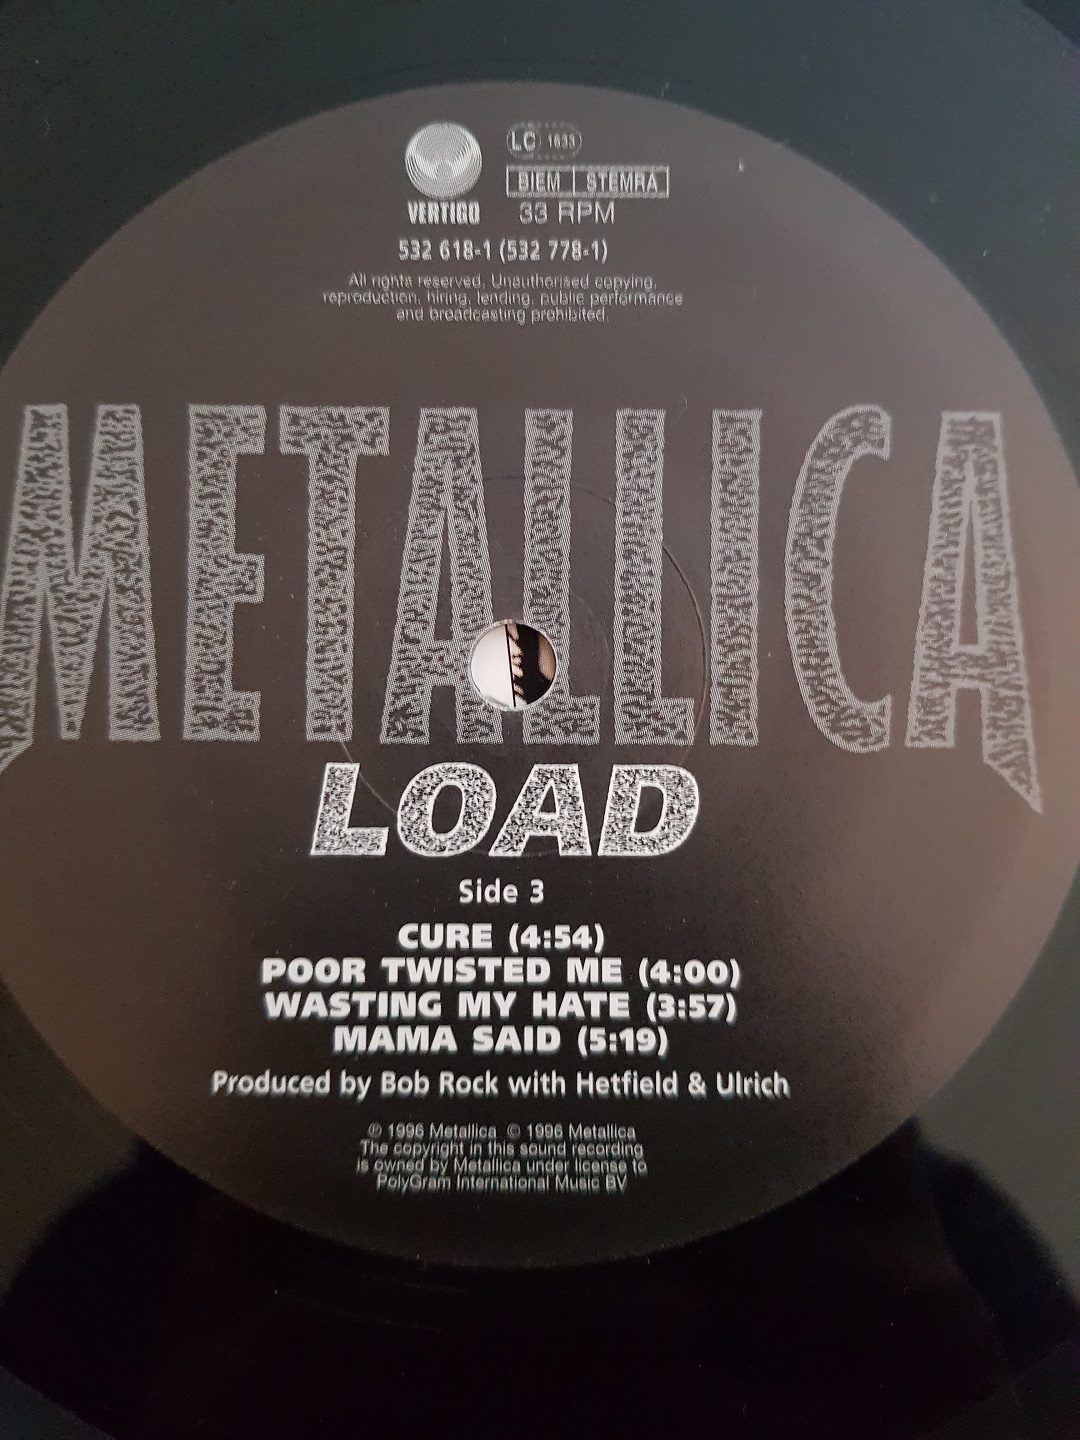 LC 1633
BIEM STEMRA
VERTIGO
33 RPM
532 618-1 (532 778-1)
All rights reserved. Unauthorised copying,
reproduction, hiring, lending, public performance
and broadcasting prohibited.
METALLICA
LOAD
Side 3
CURE (4:54)
POOR TWISTED ME (4:00)
WASTING MY HATE (3:57)
MAMA SAID (5:19)
Produced by Bob Rock with Hetfield & Ulrich
℗ 1996 Metallica © 1996 Metallica
The copyright in this sound recording
is owned by Metallica under license to
PolyGram International Music BV